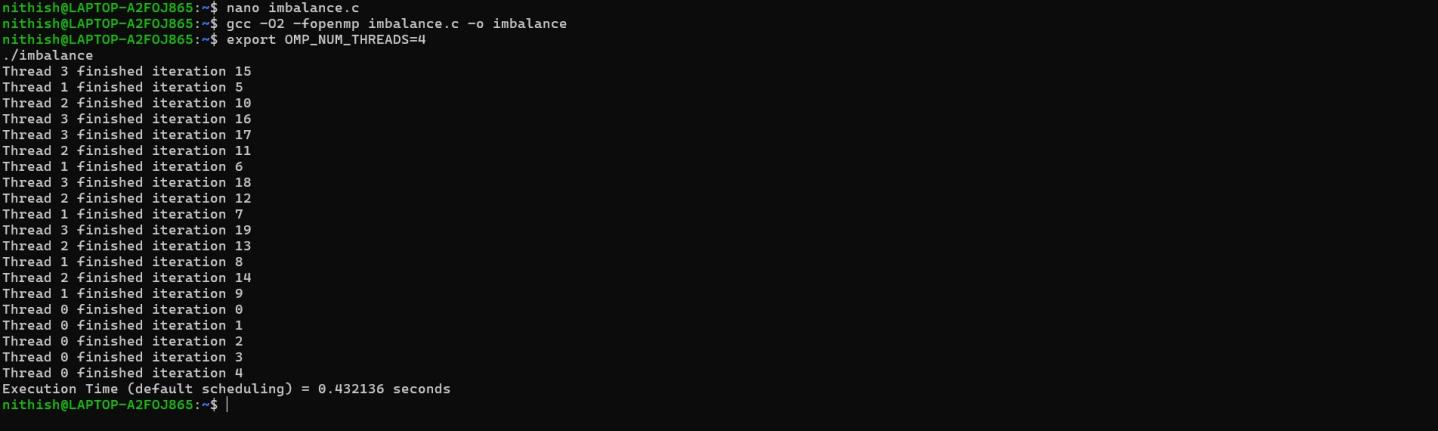 nithish@LAPTOP-A2FOJ865:~$ nano imbalance.c
nithish@LAPTOP-A2FOJ865:~$ gcc -O2 -fopenmp imbalance.c -o imbalance
nithish@LAPTOP-A2FOJ865:~$ export OMP_NUM_THREADS=4
./imbalance
Thread 3 finished iteration 15
Thread 1 finished iteration 5
Thread 2 finished iteration 10
Thread 3 finished iteration 16
Thread 3 finished iteration 17
Thread 2 finished iteration 11
Thread 1 finished iteration 6
Thread 3 finished iteration 18
Thread 2 finished iteration 12
Thread 1 finished iteration 7
Thread 3 finished iteration 19
Thread 2 finished iteration 13
Thread 1 finished iteration 8
Thread 2 finished iteration 14
Thread 1 finished iteration 9
Thread 0 finished iteration 0
Thread 0 finished iteration 1
Thread 0 finished iteration 2
Thread 0 finished iteration 3
Thread 0 finished iteration 4
Execution Time (default scheduling) = 0.432136 seconds
nithish@LAPTOP-A2FOJ865:~$